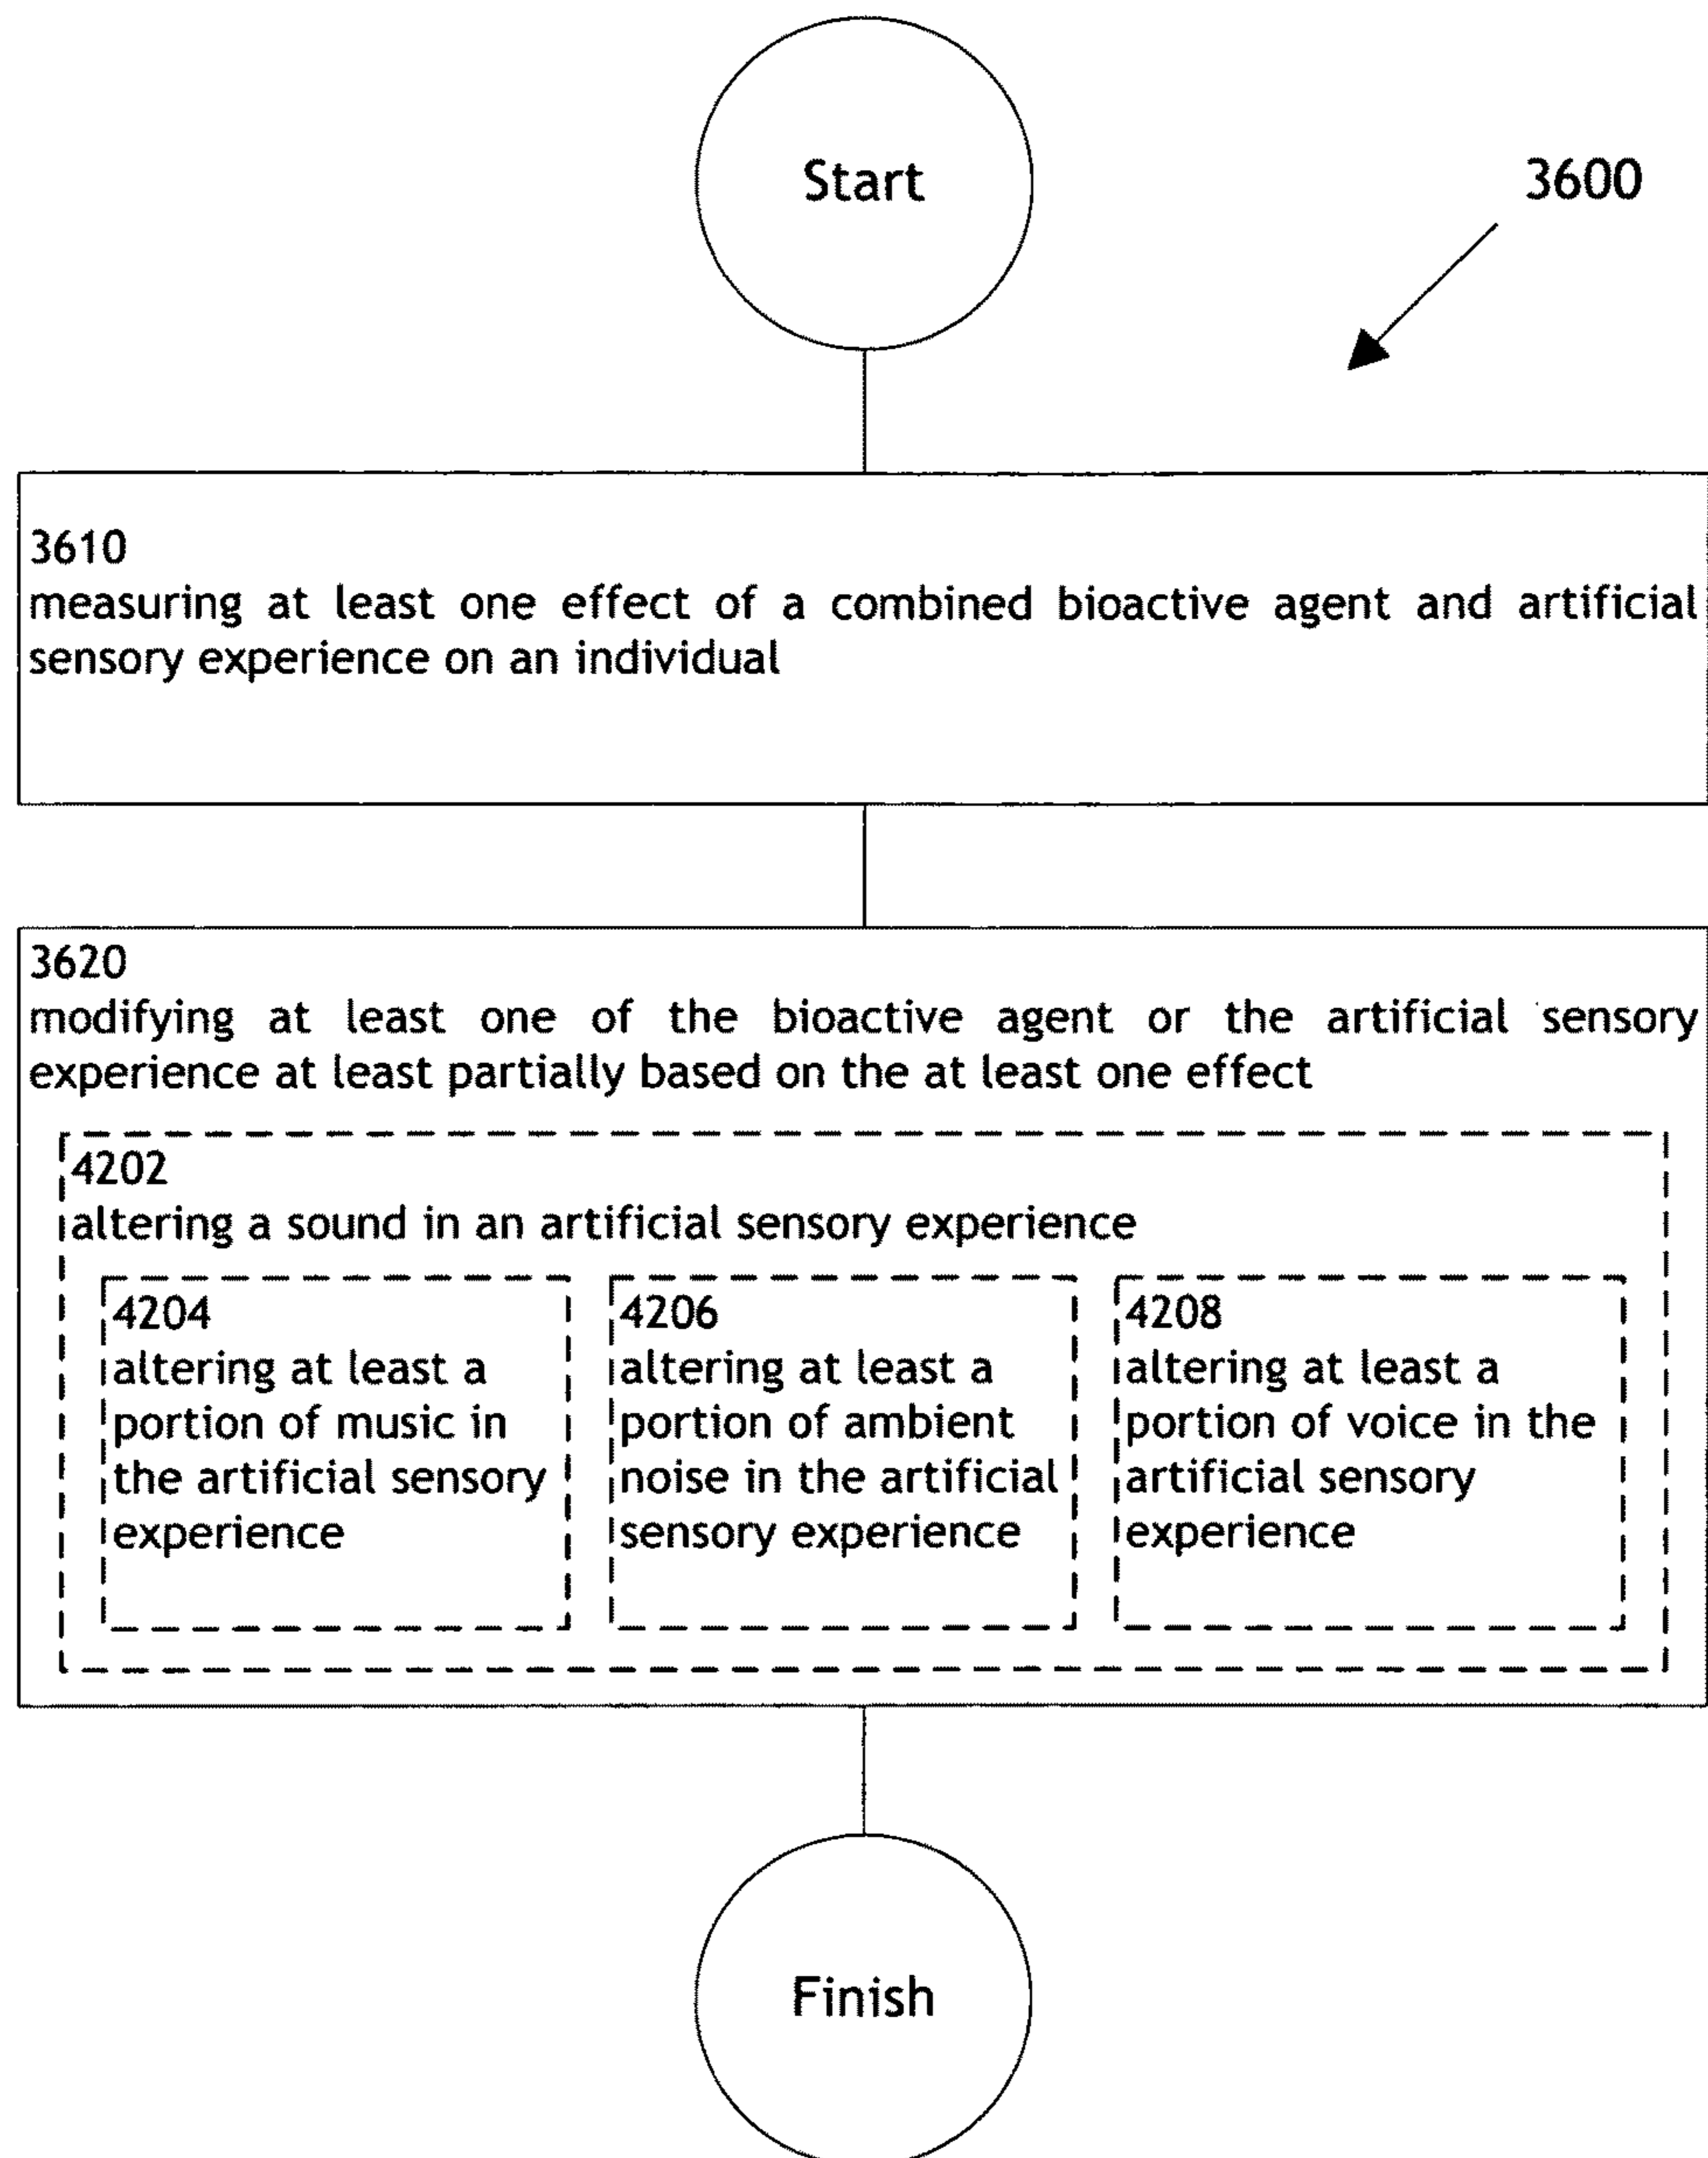 Start
3600
3610
measuring at least one effect of a combined bioactive agent and artificial
sensory experience on an individual
3620
modifying at least one of the bioactive agent or the artificial sensory
experience at least partially based on the at least one effect
4202
altering a sound in an artificial sensory experience
4204
altering at least a
portion of music in
the artificial sensory
experience
4206
altering at least a
portion of ambient
noise in the artificial
sensory experience
4208
altering at least a
portion of voice in the
artificial sensory
experience
Finish